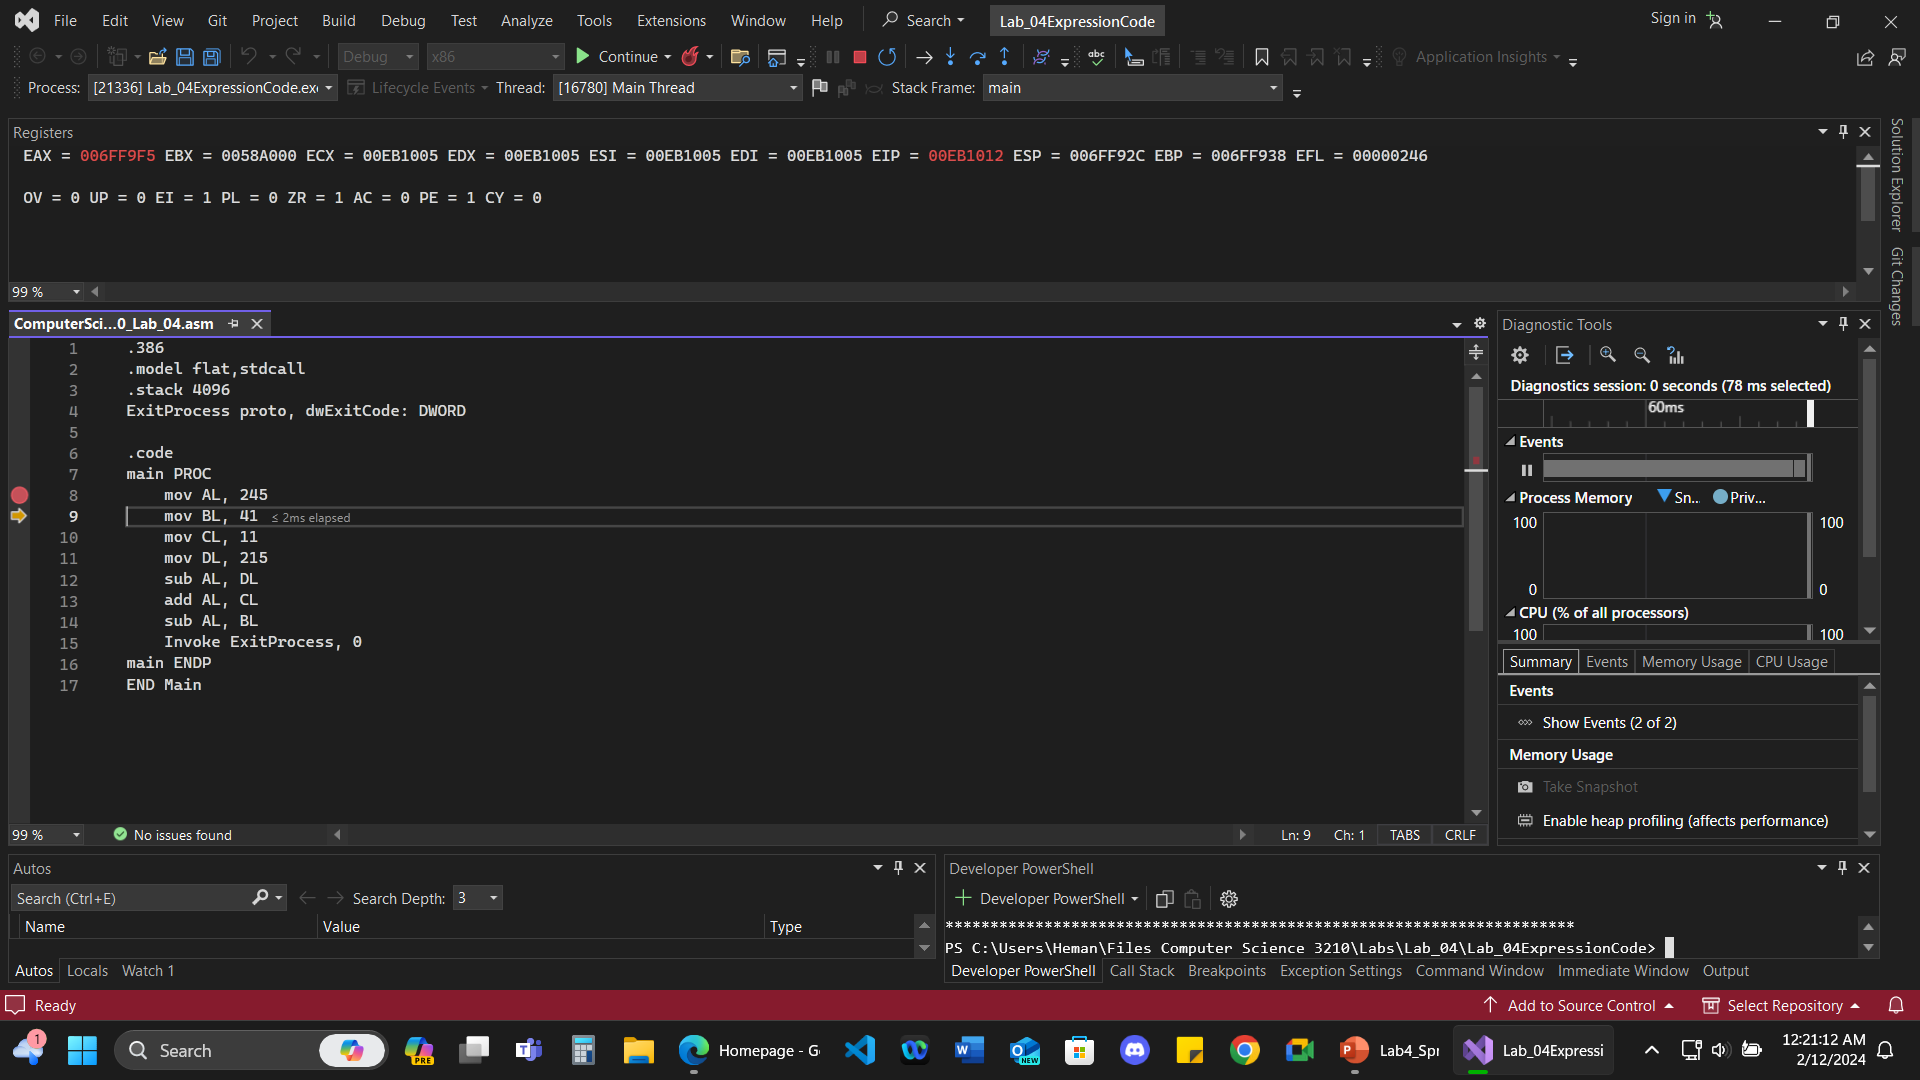 File Edit View Git Project Build Debug Test Analyze Tools Extensions Window Help Search Lab_04ExpressionCode Sign in
Debug x86 Continue Application Insights
Process: [21336] Lab_04ExpressionCode.exe Lifecycle Events Thread: [16780] Main Thread Stack Frame: main
Registers
EAX = 006FF9F5 EBX = 0058A000 ECX = 00EB1005 EDX = 00EB1005 ESI = 00EB1005 EDI = 00EB1005 EIP = 00EB1012 ESP = 006FF92C EBP = 006FF938 EFL = 00000246
OV = 0 UP = 0 EI = 1 PL = 0 ZR = 1 AC = 0 PE = 1 CY = 0
99 %
Solution Explorer
Git Changes
ComputerSci...0_Lab_04.asm
1 .386
2 .model flat,stdcall
3 .stack 4096
4 ExitProcess proto, dwExitCode: DWORD
5
6 .code
7 main PROC
8 mov AL, 245
9 mov BL, 41 ≤ 2ms elapsed
10 mov CL, 11
11 mov DL, 215
12 sub AL, DL
13 add AL, CL
14 sub AL, BL
15 Invoke ExitProcess, 0
16 main ENDP
17 END Main
99 % No issues found Ln: 9 Ch: 1 TABS CRLF
Diagnostic Tools
Diagnostics session: 0 seconds (78 ms selected)
60ms
Events
Process Memory Sn... Priv...
100 100
0 0
CPU (% of all processors)
100 100
Summary Events Memory Usage CPU Usage
Events
Show Events (2 of 2)
Memory Usage
Take Snapshot
Enable heap profiling (affects performance)
Autos
Search (Ctrl+E) Search Depth: 3
Name Value Type
Autos Locals Watch 1
Developer PowerShell
Developer PowerShell
**********************************************************************
PS C:\Users\Heman\Files Computer Science 3210\Labs\Lab_04\Lab_04ExpressionCode>
Developer PowerShell Call Stack Breakpoints Exception Settings Command Window Immediate Window Output
Ready Add to Source Control Select Repository
1 Search PRE NEW Homepage - G Lab4_Spr Lab_04Expressi 12:21:12 AM
2/12/2024